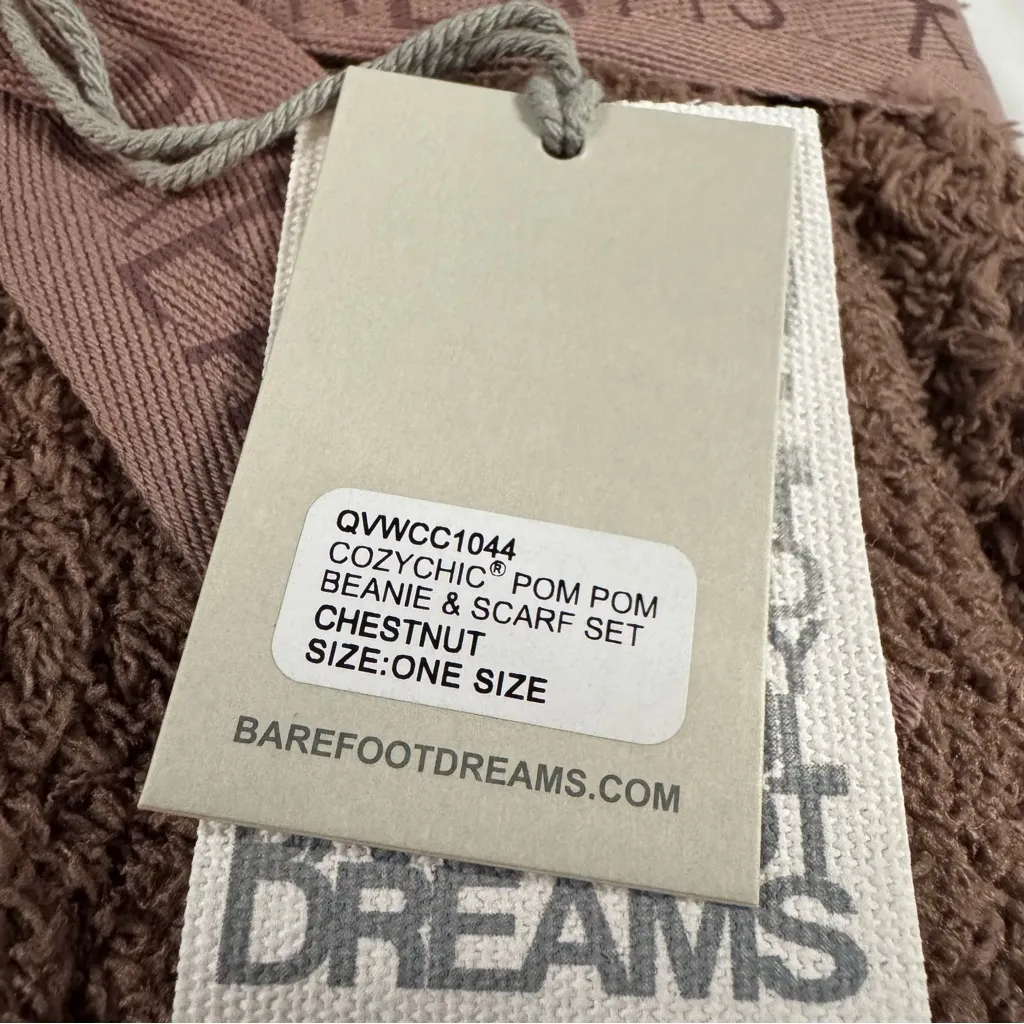 QVWCC1044
COZYCHIC® POM POM
BEANIE & SCARF SET
CHESTNUT
SIZE:ONE SIZE
BAREFOOTDREAMS.COM
DREAMS